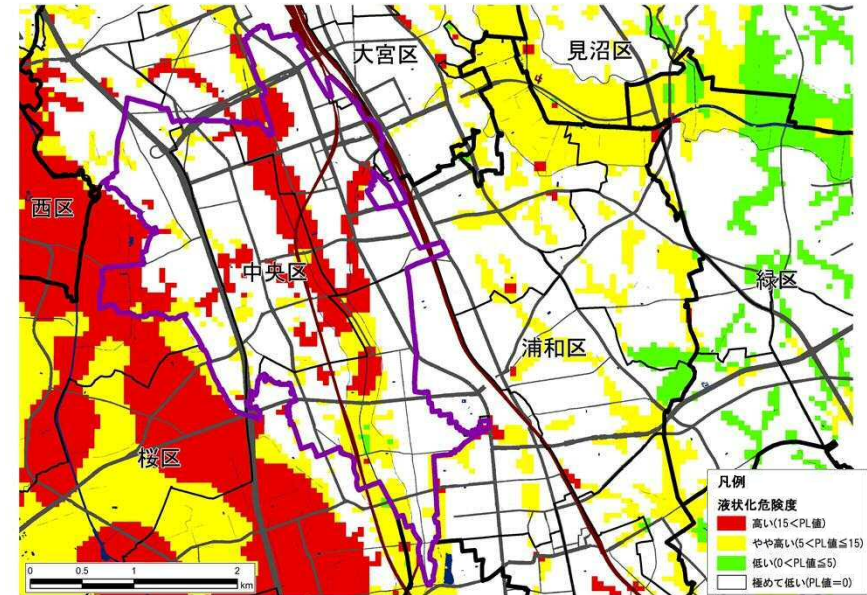 大宮区
見沼区
西区
中央区
緑区
浦和区
桜区
凡例
液状化危険度
高い(15<PL値)
やや高い(5<PL値≦15)
低い(0<PL値≦5)
極めて低い(PL値=0)
0 0.5 1 2
km